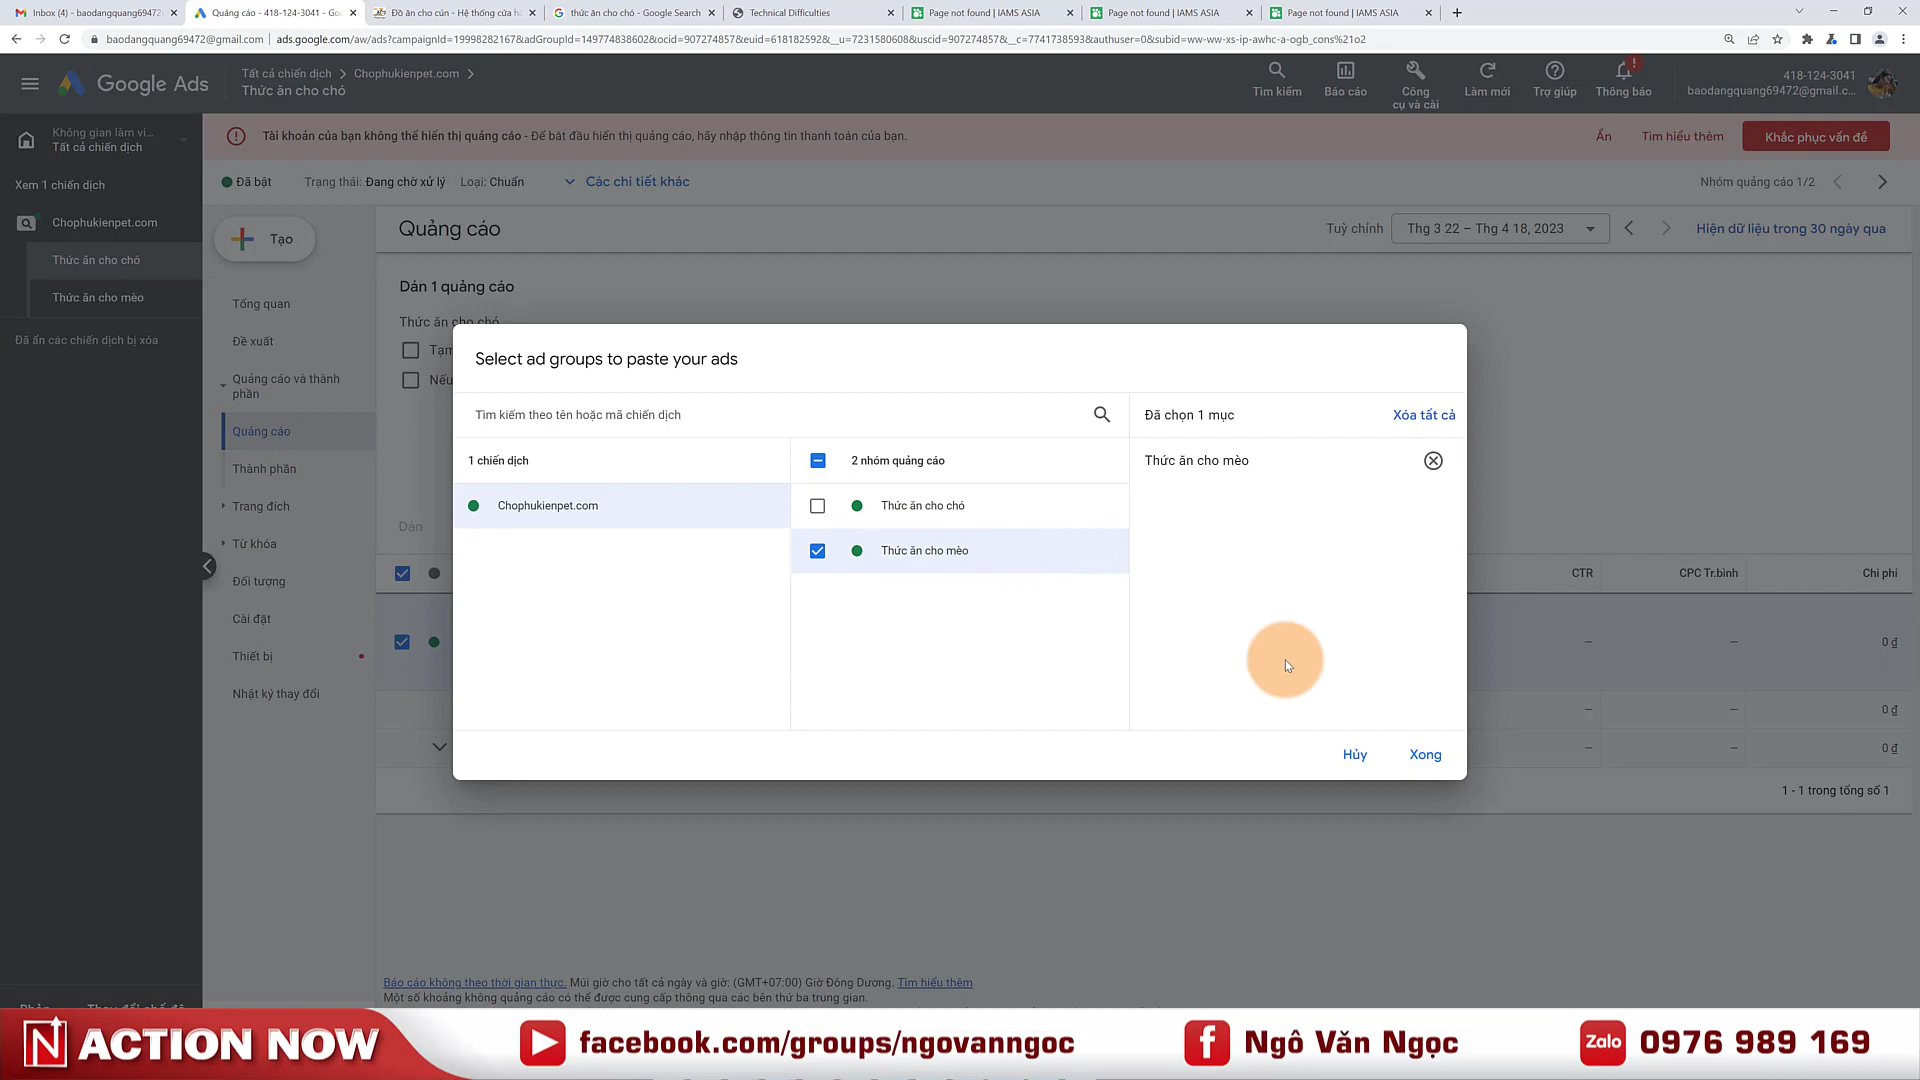 Inbox (4) - baodangquang6947
Quảng cáo - 418-124-3041 - Go
Đồ ăn cho cún - Hệ thống cửa h
thức ăn cho chó - Google Search
Technical Difficulties
Page not found | IAMS ASIA
Page not found | IAMS ASIA
Page not found | IAMS ASIA
baodangquang69472@gmail.com
ads.google.com/aw/ads?campaignId=19998282167&adGroupId=149774838602&ocid=907274857&euid=618182592&__u=7231580608&uscid=907274857&__c=7741738593&authuser=0&subid=ww-ww-xs-ip-awhc-a-ogb_cons%21o2
Google Ads
Tất cả chiến dịch
Chophukienpet.com
Thức ăn cho chó
Tìm kiếm
Báo cáo
Công cụ và cài
Làm mới
Trợ giúp
Thông báo
418-124-3041
baodangquang69472@gmail.c...
Không gian làm vi...
Tất cả chiến dịch
Tài khoản của bạn không thể hiển thị quảng cáo - Để bắt đầu hiển thị quảng cáo, hãy nhập thông tin thanh toán của bạn.
Ẩn
Tìm hiểu thêm
Khắc phục vấn đề
Xem 1 chiến dịch
Đã bật
Trạng thái: Đang chờ xử lý
Loại: Chuẩn
Các chi tiết khác
Nhóm quảng cáo 1/2
Chophukienpet.com
Thức ăn cho chó
Thức ăn cho mèo
Đã ẩn các chiến dịch bị xóa
Tạo
Tổng quan
Đề xuất
Quảng cáo và thành phần
Quảng cáo
Thành phần
Trang đích
Từ khóa
Đối tượng
Cài đặt
Thiết bị
Nhật ký thay đổi
Quảng cáo
Tuỳ chỉnh
Thg 3 22 – Thg 4 18, 2023
Hiện dữ liệu trong 30 ngày qua
Dán 1 quảng cáo
Thức ăn cho chó
Tạm
Nếu
Dán
Select ad groups to paste your ads
Tìm kiếm theo tên hoặc mã chiến dịch
Đã chọn 1 mục
Xóa tất cả
1 chiến dịch
2 nhóm quảng cáo
Thức ăn cho mèo
Chophukienpet.com
Thức ăn cho chó
Thức ăn cho mèo
Hủy
Xong
CTR
CPC Tr.bình
Chi phí
– – 0 ₫
– – 0 ₫
– – 0 ₫
1 - 1 trong tổng số 1
Báo cáo không theo thời gian thực. Múi giờ cho tất cả ngày và giờ: (GMT+07:00) Giờ Đông Dương. Tìm hiểu thêm
Một số khoảng không quảng cáo có thể được cung cấp thông qua các bên thứ ba trung gian.
ACTION NOW
facebook.com/groups/ngovanngoc
Ngô Văn Ngọc
Zalo
0976 989 169